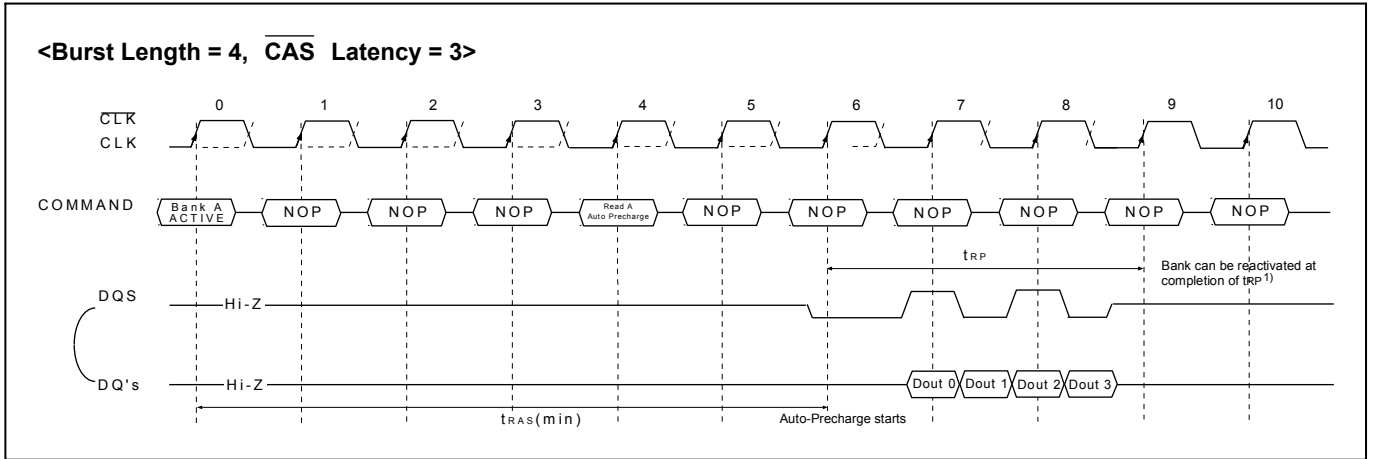 <Burst Length = 4, CAS Latency = 3>
0 1 2 3 4 5 6 7 8 9 10
CLK
CLK
COMMAND
Bank A
ACTIVE
NOP
NOP
NOP
Read A
Auto Precharge
NOP
NOP
NOP
NOP
NOP
NOP
tRP
Bank can be reactivated at
completion of tRP1)
DQS
Hi-Z
DQ's
Hi-Z
Dout 0 Dout 1 Dout 2 Dout 3
tRAS(min)
Auto-Precharge starts